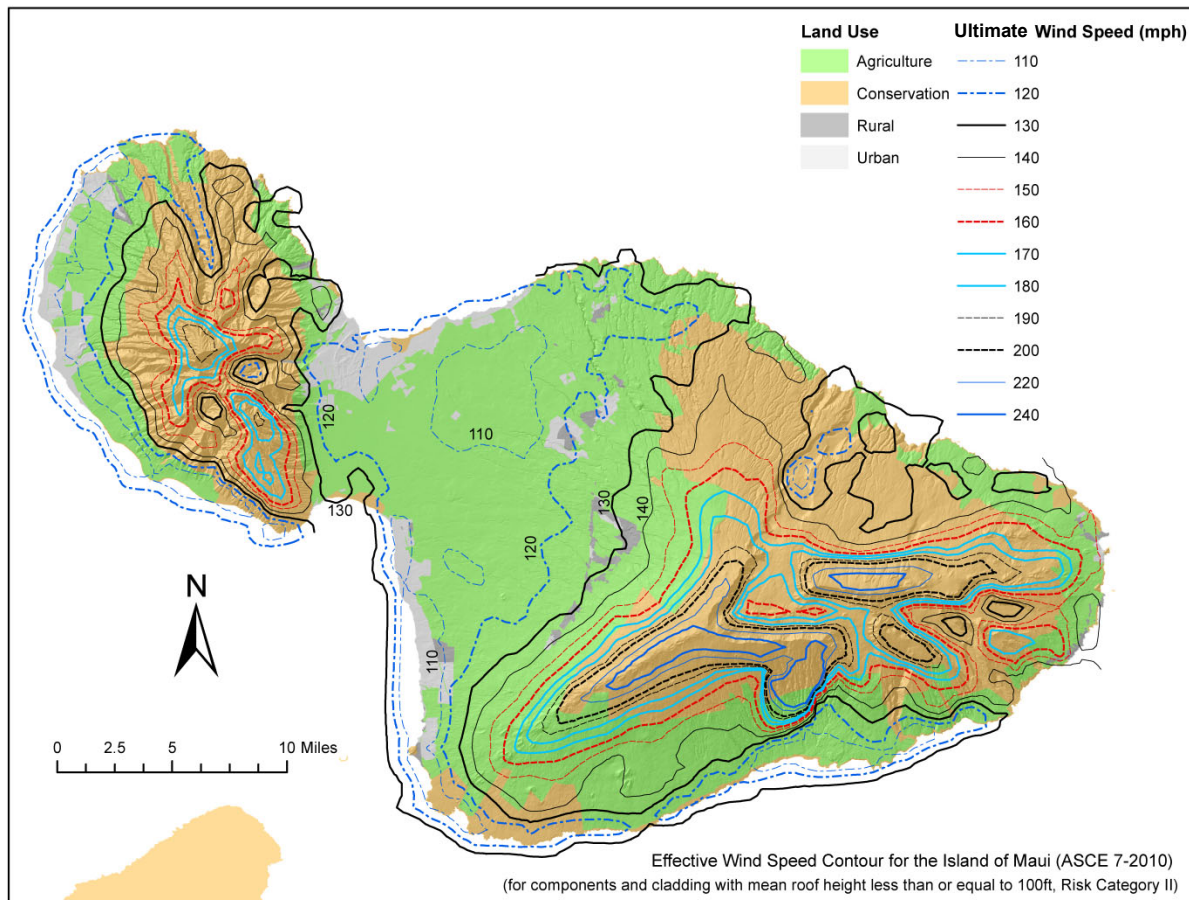 Land Use
Agriculture
Conservation
Rural
Urban
Ultimate Wind Speed (mph)
110
120
130
140
150
160
170
180
190
200
220
240
120
110
130
140
130
120
110
N
0 2.5 5 10 Miles
Effective Wind Speed Contour for the Island of Maui (ASCE 7-2010)
(for components and cladding with mean roof height less than or equal to 100ft, Risk Category II)